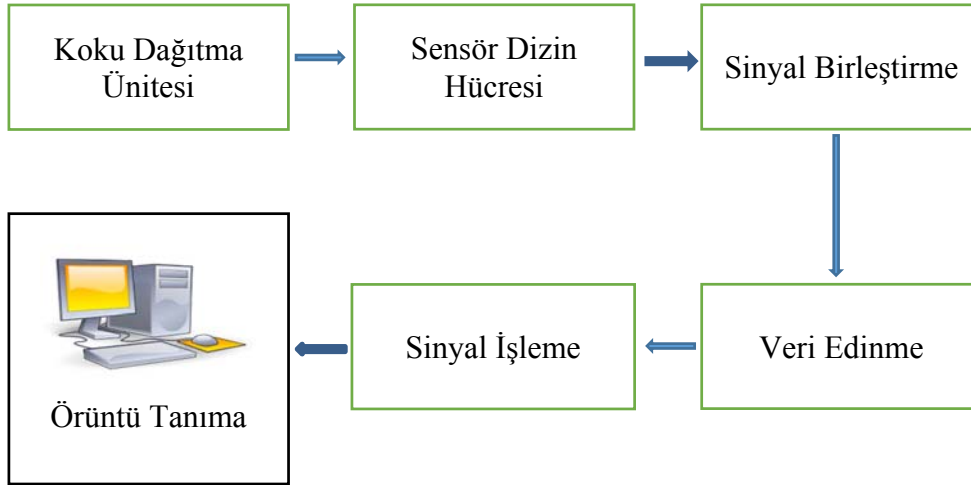 Koku Dağıtma
Ünitesi
Sensör Dizin
Hücresi
Sinyal Birleştirme
Veri Edinme
Sinyal İşleme
Örüntü Tanıma